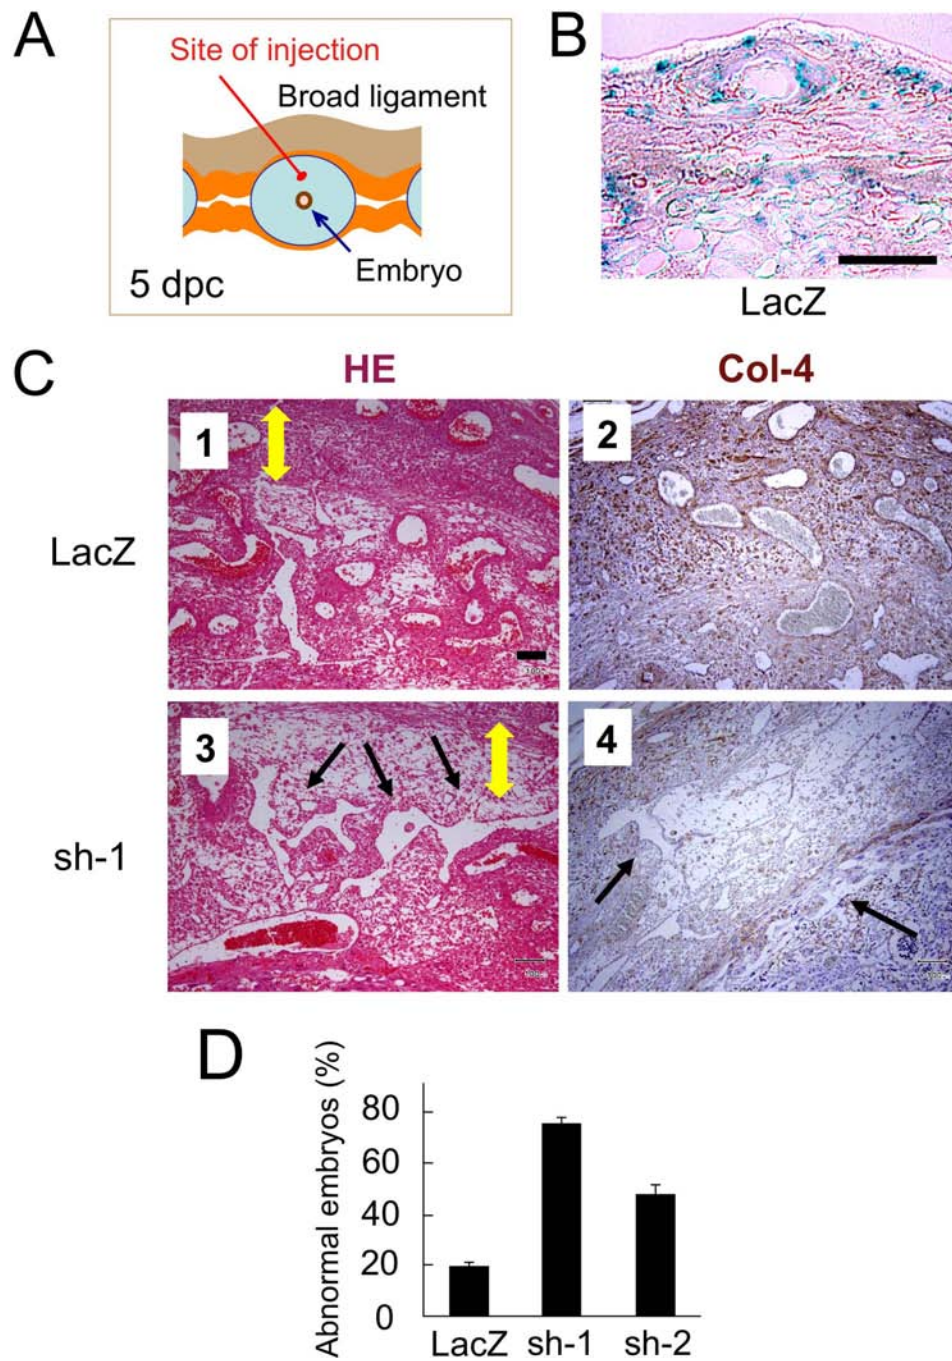 A
Site of injection
Broad ligament
Embryo
5 dpc
B
LacZ
C
HE
Col-4
LacZ
1
2
sh-1
3
4
D
Abnormal embryos (%)
80
60
40
20
0
LacZ
sh-1
sh-2